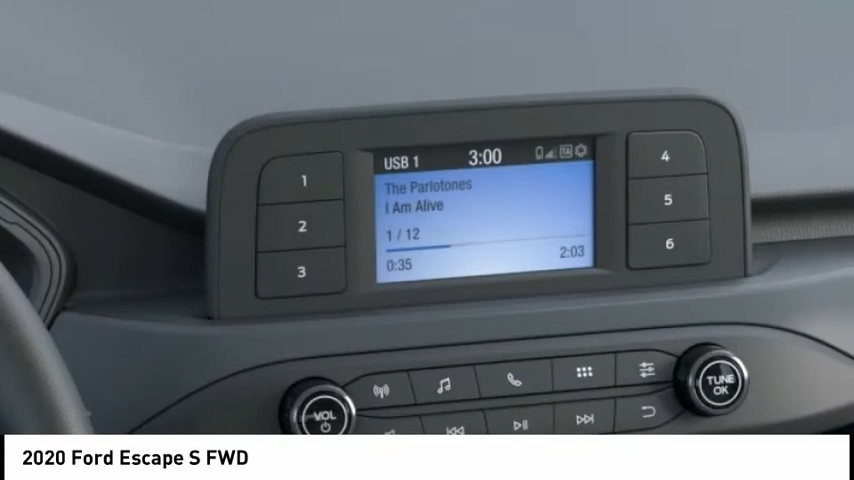 USB 1 3:00 TA
The Parlotones
I Am Alive
1 / 12
0:35 2:03
1
2
3
4
5
6
VOL
TUNE
OK
2020 Ford Escape S FWD